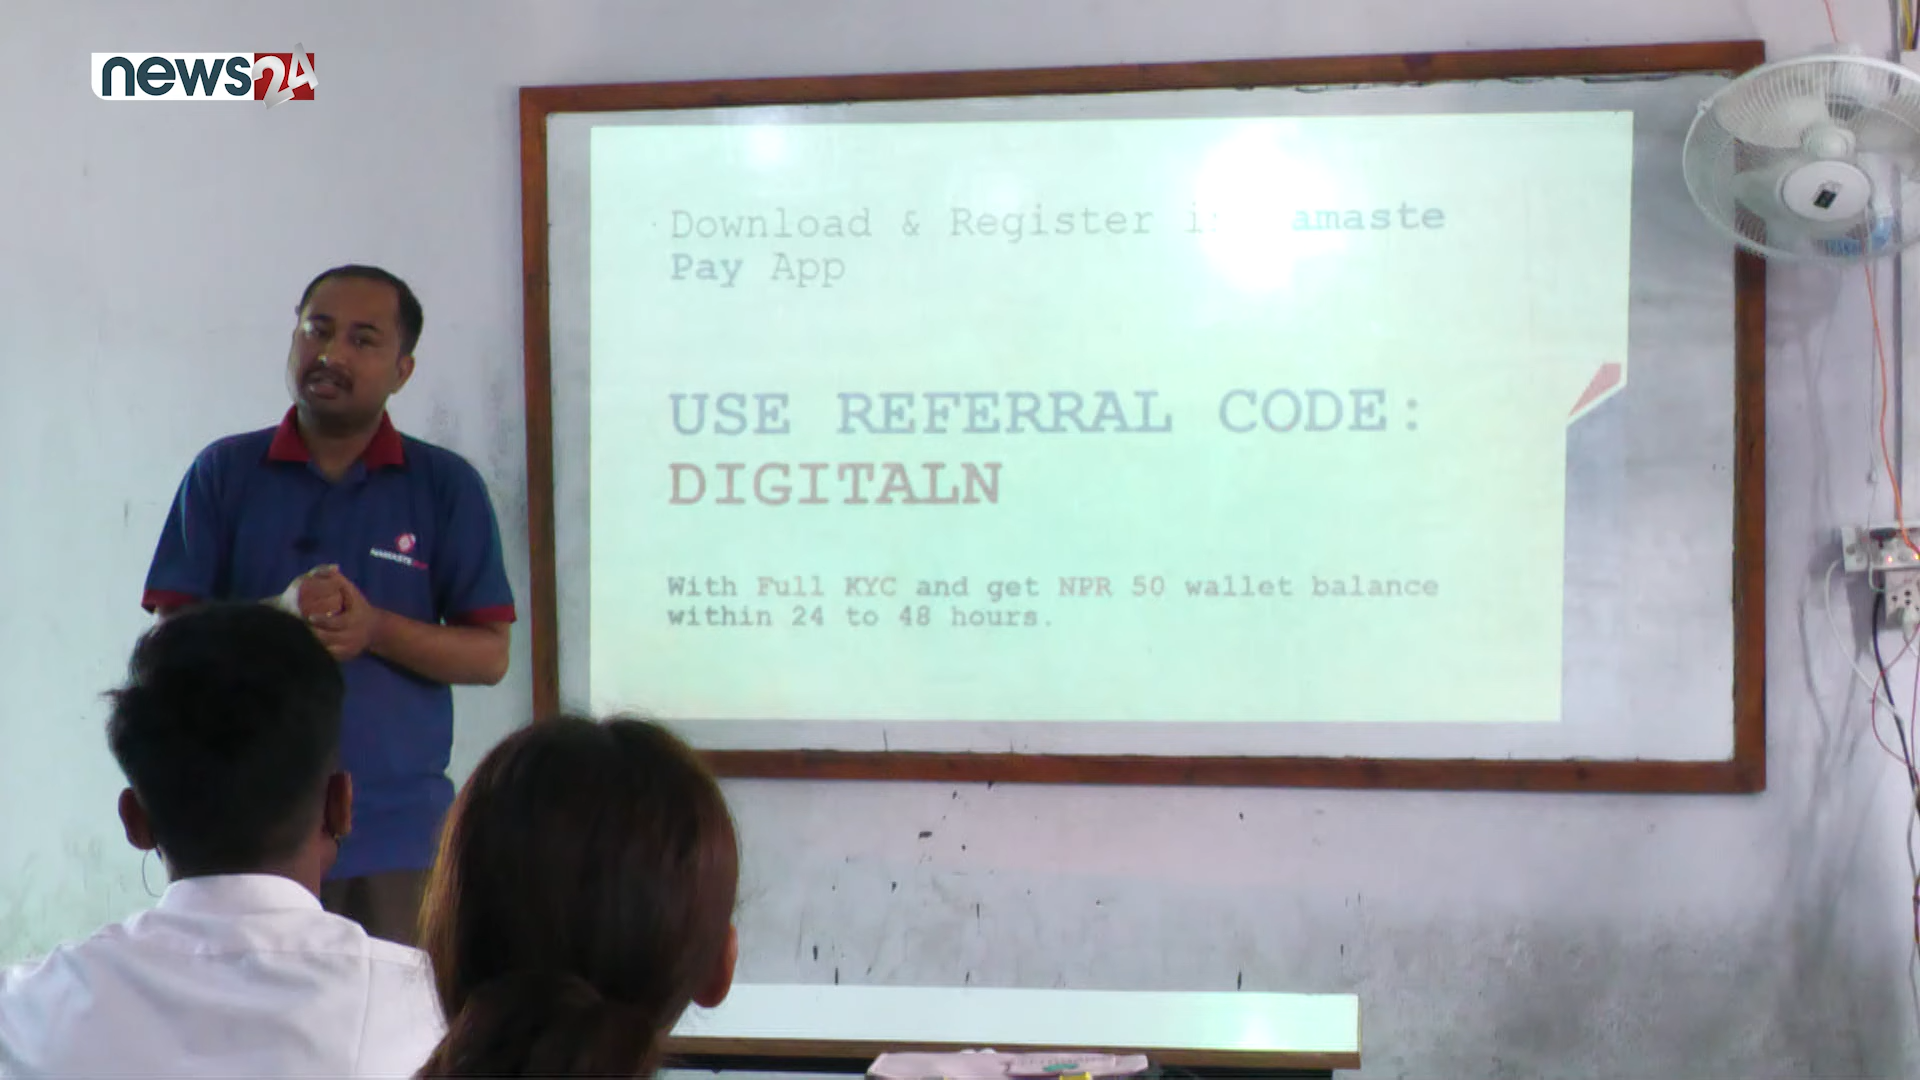 news24
Download & Register amaste
Pay App
USE REFERRAL CODE:
DIGITALN
With Full KYC and get NPR 50 wallet balance
within 24 to 48 hours.
NAMASTE